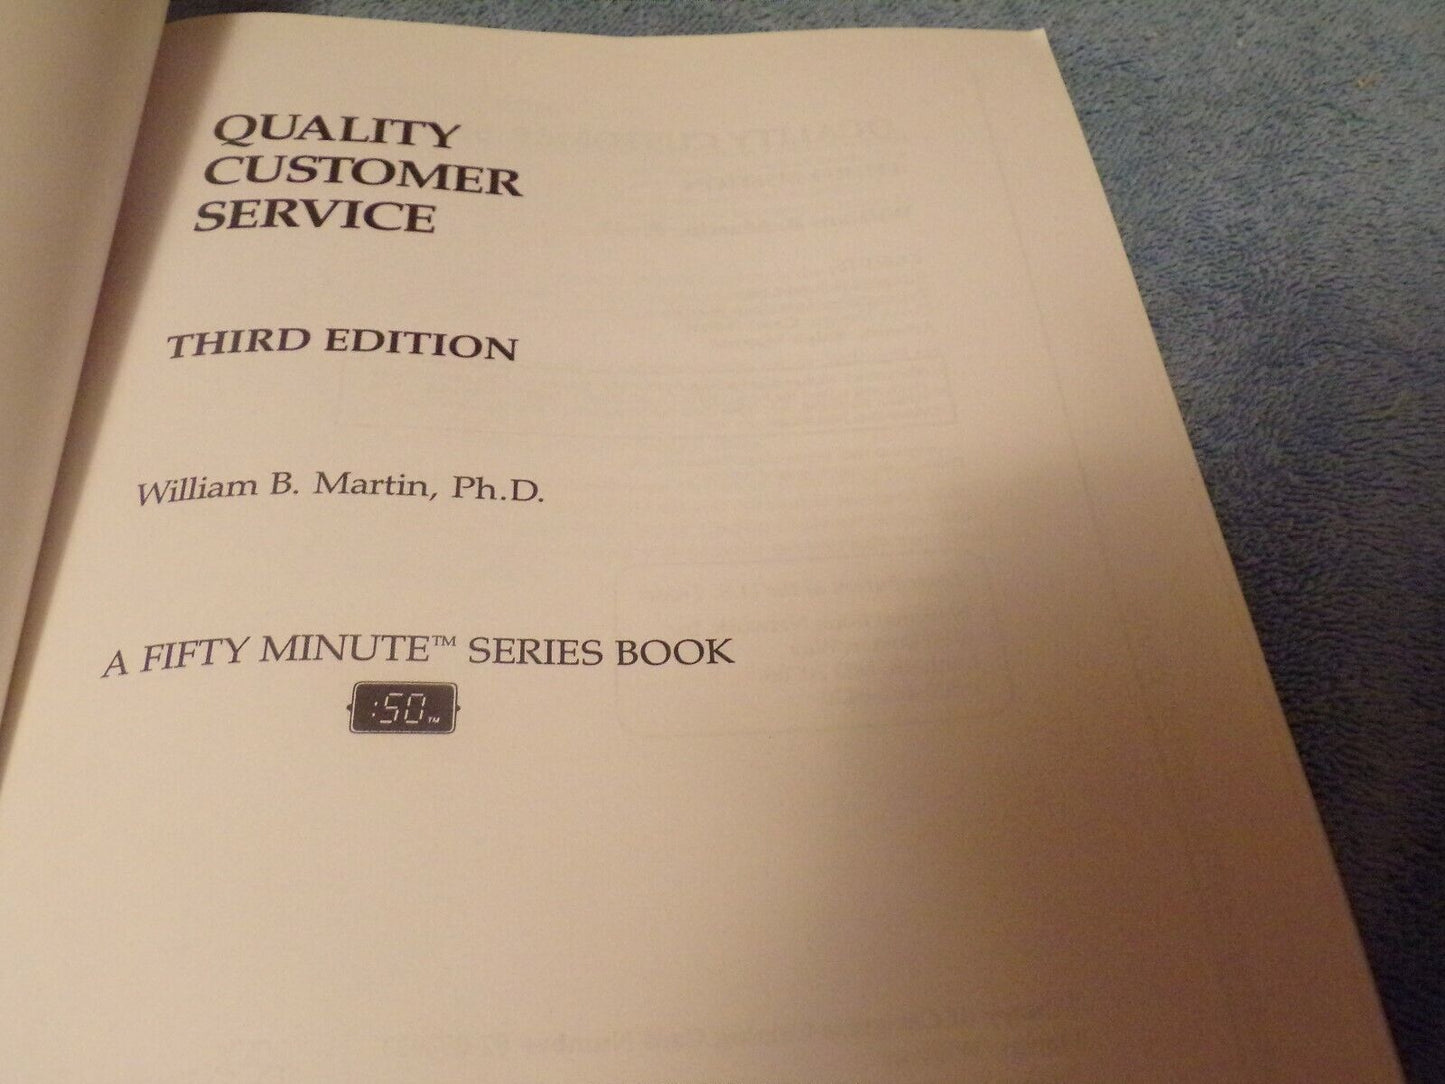 QUALITY
CUSTOMER
SERVICE
THIRD EDITION
William B. Martin, Ph.D.
A FIFTY MINUTE™ SERIES BOOK
:50™